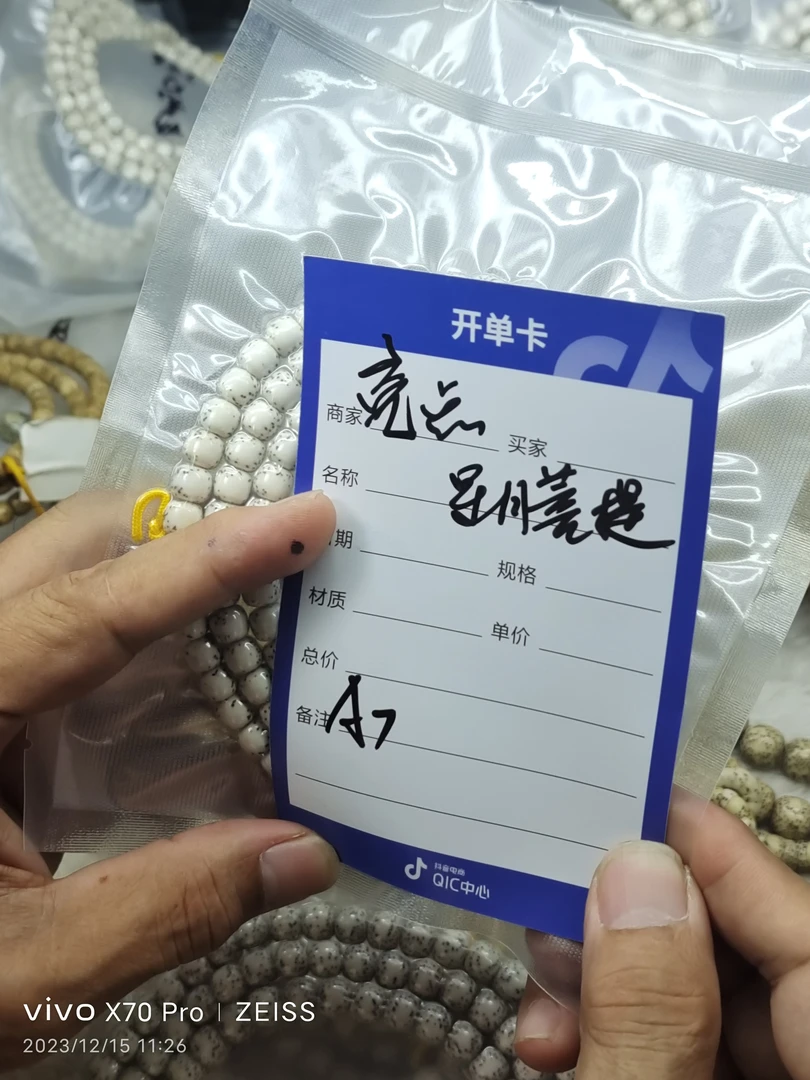 开单卡
商家 亮点 买家
名称 星月菩提
期 规格
材质 单价
总价
备注 A7
抖音电商
QIC中心
vivo X70 Pro | ZEISS
2023/12/15 11:26